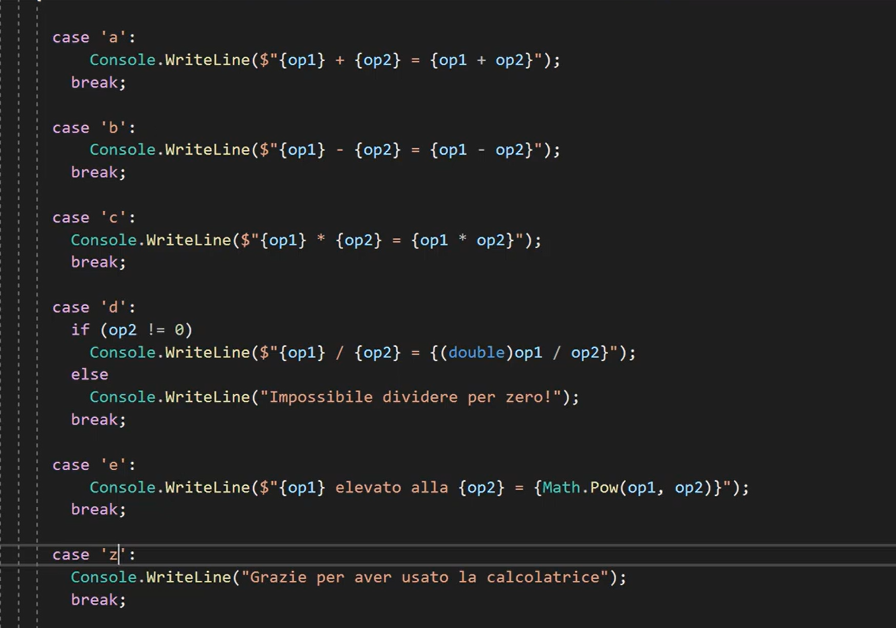 case 'a':
Console.WriteLine($"{op1} + {op2} = {op1 + op2}");
break;
case 'b':
Console.WriteLine($"{op1} - {op2} = {op1 - op2}");
break;
case 'c':
Console.WriteLine($"{op1} * {op2} = {op1 * op2}");
break;
case 'd':
if (op2 != 0)
Console.WriteLine($"{op1} / {op2} = {(double)op1 / op2}");
else
Console.WriteLine("Impossibile dividere per zero!");
break;
case 'e':
Console.WriteLine($"{op1} elevato alla {op2} = {Math.Pow(op1, op2)}");
break;
case 'z':
Console.WriteLine("Grazie per aver usato la calcolatrice");
break;